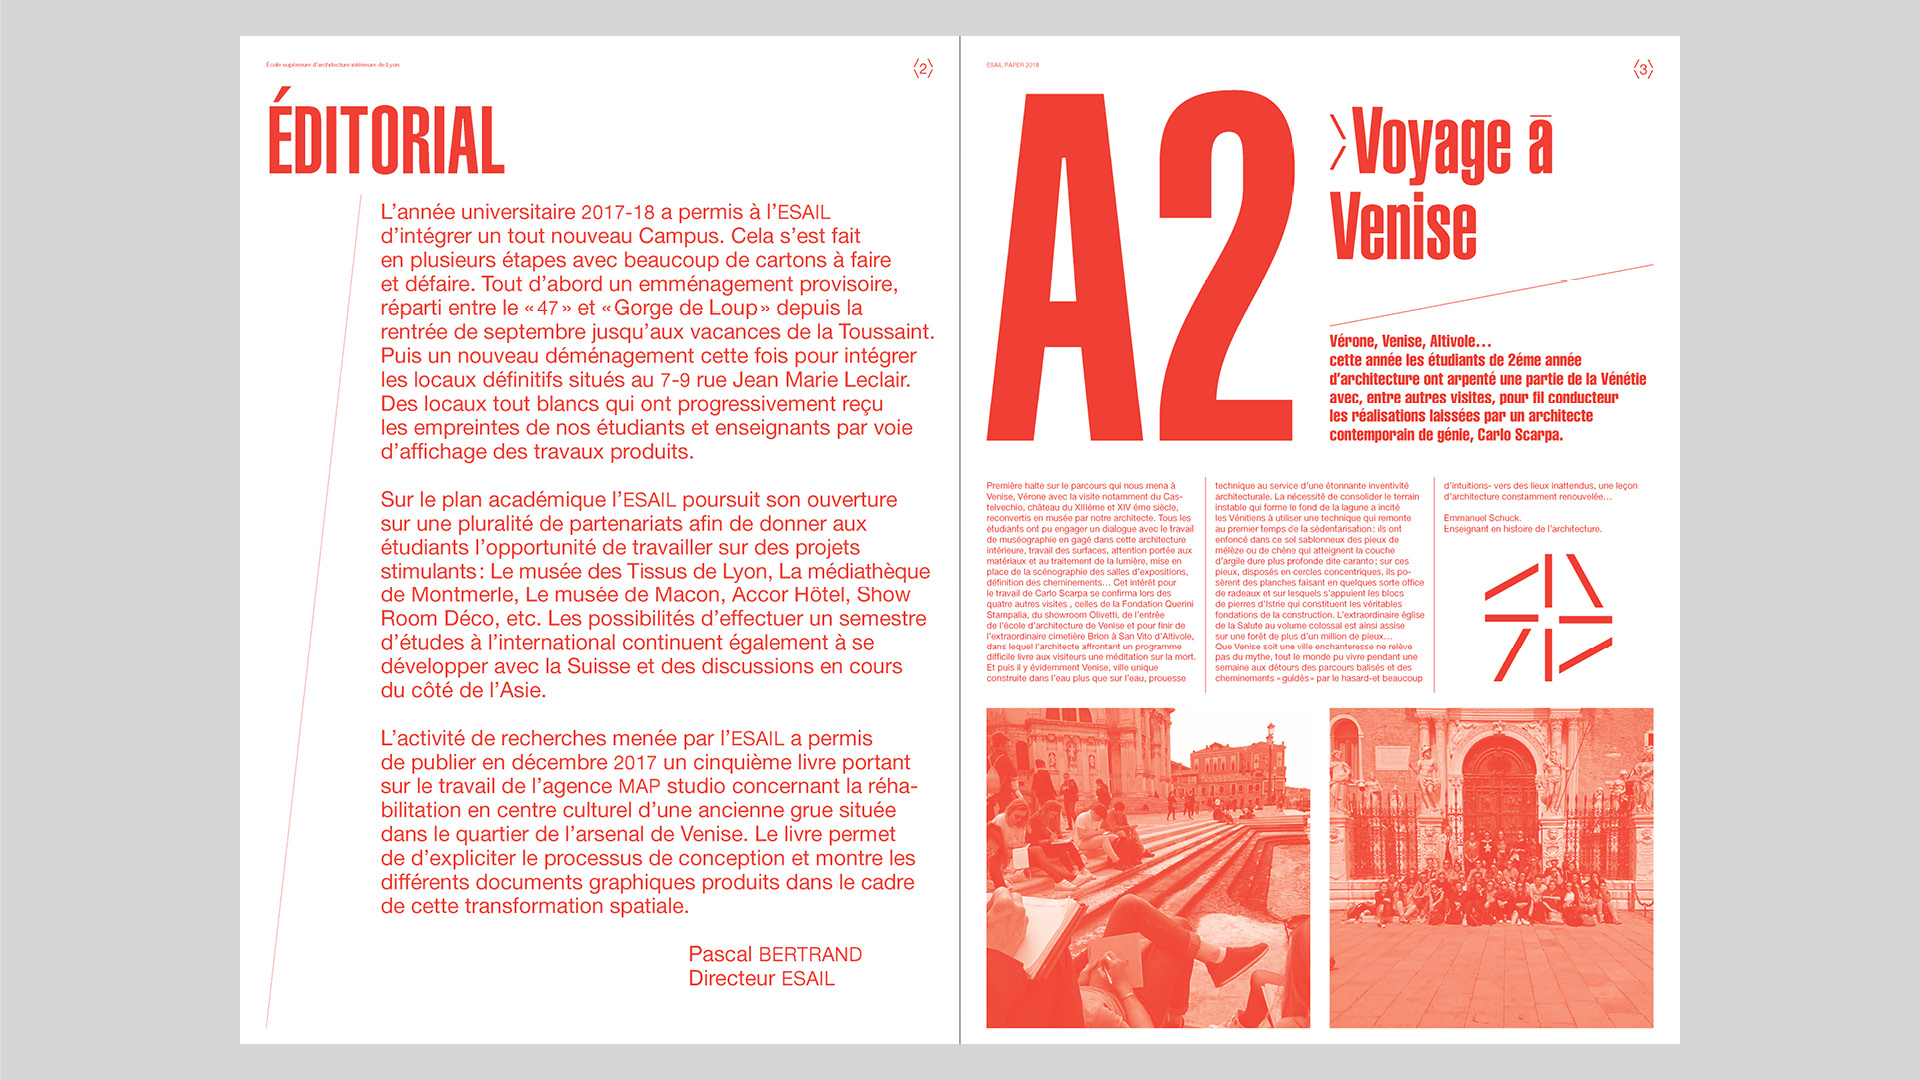 École supérieure d'architecture intérieure de Lyon
2
ÉDITORIAL
L'année universitaire 2017-18 a permis à l'ESAIL
d'intégrer un tout nouveau Campus. Cela s'est fait
en plusieurs étapes avec beaucoup de cartons à faire
et défaire. Tout d'abord un emménagement provisoire,
réparti entre le « 47 » et « Gorge de Loup » depuis la
rentrée de septembre jusqu'aux vacances de la Toussaint.
Puis un nouveau déménagement cette fois pour intégrer
les locaux définitifs situés au 7-9 rue Jean Marie Leclair.
Des locaux tout blancs qui ont progressivement reçu
les empreintes de nos étudiants et enseignants par voie
d'affichage des travaux produits.
Sur le plan académique l'ESAIL poursuit son ouverture
sur une pluralité de partenariats afin de donner aux
étudiants l'opportunité de travailler sur des projets
stimulants : Le musée des Tissus de Lyon, La médiathèque
de Montmerle, Le musée de Macon, Accor Hôtel, Show
Room Déco, etc. Les possibilités d'effectuer un semestre
d'études à l'international continuent également à se
développer avec la Suisse et des discussions en cours
du côté de l'Asie.
L'activité de recherches menée par l'ESAIL a permis
de publier en décembre 2017 un cinquième livre portant
sur le travail de l'agence MAP studio concernant la réha-
bilitation en centre culturel d'une ancienne grue située
dans le quartier de l'arsenal de Venise. Le livre permet
de d'expliciter le processus de conception et montre les
différents documents graphiques produits dans le cadre
de cette transformation spatiale.
Pascal BERTRAND
Directeur ESAIL
ESAIL PAPER 2018
3
A2
Voyage ā
Venise
Vérone, Venise, Altivole…
cette année les étudiants de 2éme année
d'architecture ont arpenté une partie de la Vénétie
avec, entre autres visites, pour fil conducteur
les réalisations laissées par un architecte
contemporain de génie, Carlo Scarpa.
Première halte sur le parcours qui nous mena à
Venise, Vérone avec la visite notamment du Cas-
telvechio, château du XIIIéme et XIV éme siècle,
reconvertis en musée par notre architecte. Tous les
étudiants ont pu engager un dialogue avec le travail
de muséographie en gagé dans cette architecture
intérieure, travail des surfaces, attention portée aux
matériaux et au traitement de la lumière, mise en
place de la scénographie des salles d'expositions,
définition des cheminements… Cet intérêt pour
le travail de Carlo Scarpa se confirma lors des
quatre autres visites , celles de la Fondation Querini
Stampalia, du showroom Olivetti, de l'entrée
de l'école d'architecture de Venise et pour finir de
l'extraordinaire cimetière Brion à San Vito d'Altivole,
dans lequel l'architecte affrontant un programme
difficile livre aux visiteurs une méditation sur la mort.
Et puis il y évidemment Venise, ville unique
construite dans l'eau plus que sur l'eau, prouesse
technique au service d'une étonnante inventivité
architecturale. La nécessité de consolider le terrain
instable qui forme le fond de la lagune a incité
les Vénitiens à utiliser une technique qui remonte
au premier temps de la sèdentarisation : ils ont
enfoncé dans ce sol sablonneux des pieux de
mélèze ou de chêne qui atteignent la couche
d'argile dure plus profonde dite caranto ; sur ces
pieux, disposés en cercles concentriques, ils po-
sèrent des planches faisant en quelques sorte office
de radeaux et sur lesquels s'appuient les blocs
de pierres d'Istrie qui constituent les véritables
fondations de la construction. L'extraordinaire église
de la Salute au volume colossal est ainsi assise
sur une forêt de plus d'un million de pieux…
Que Venise soit une ville enchanteresse ne relève
pas du mythe, tout le monde pu vivre pendant une
semaine aux détours des parcours balisés et des
cheminements « guidés » par le hasard-et beaucoup
d'intuitions- vers des lieux inattendus, une leçon
d'architecture constamment renouvelée…
Emmanuel Schuck.
Enseignant en histoire de l'architecture.